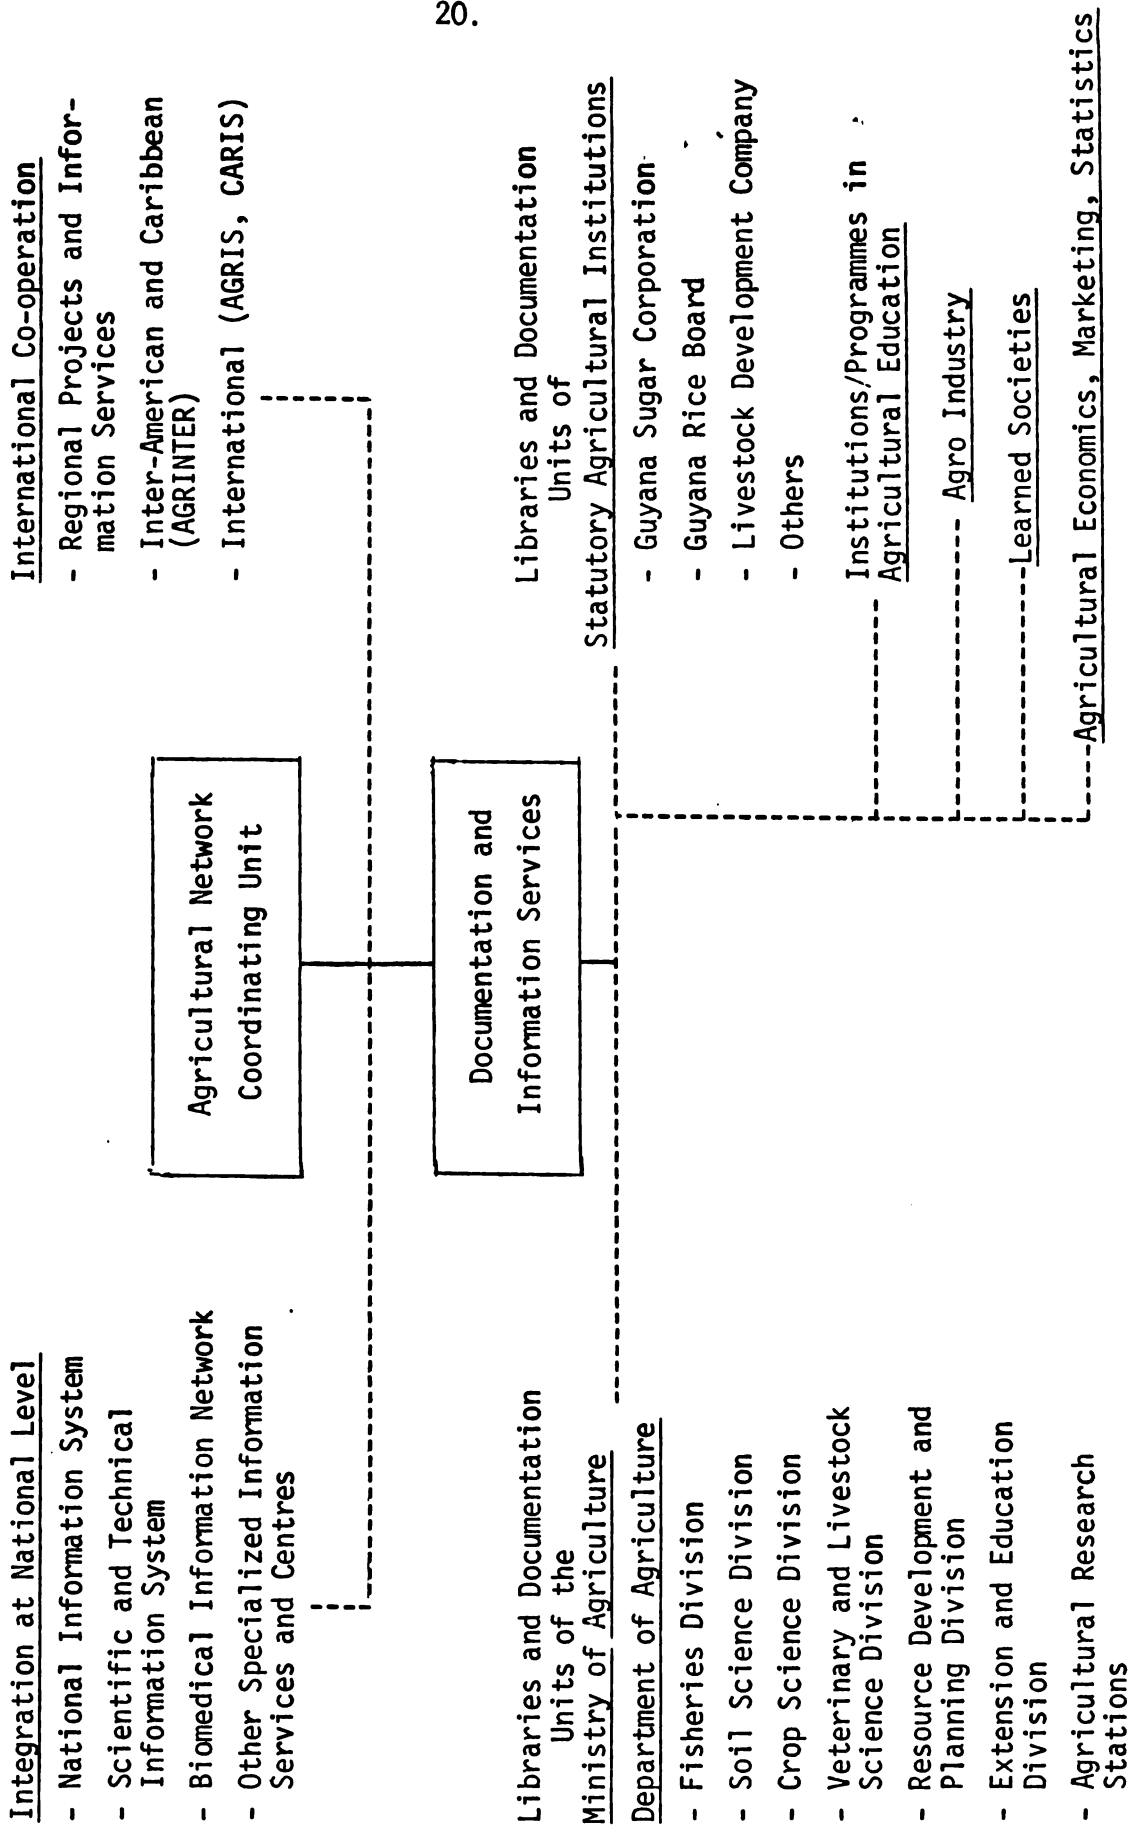 20.
Integration at National Level
- National Information System
- Scientific and Technical
Information System
- Biomedical Information Network
- Other Specialized Information
Services and Centres
International Co-operation
- Regional Projects and Infor-
mation Services
- Inter-American and Caribbean
(AGRINTER)
- International (AGRIS, CARIS)
Agricultural Network
Coordinating Unit
Documentation and
Information Services
Libraries and Documentation
Units of the
Ministry of Agriculture
Department of Agriculture
- Fisheries Division
- Soil Science Division
- Crop Science Division
- Veterinary and Livestock
Science Division
- Resource Development and
Planning Division
- Extension and Education
Division
- Agricultural Research
Stations
Libraries and Documentation
Units of
Statutory Agricultural Institutions
- Guyana Sugar Corporation
- Guyana Rice Board
- Livestock Development Company
- Others
Institutions/Programmes in
Agricultural Education
Agro Industry
Learned Societies
Agricultural Economics, Marketing, Statistics